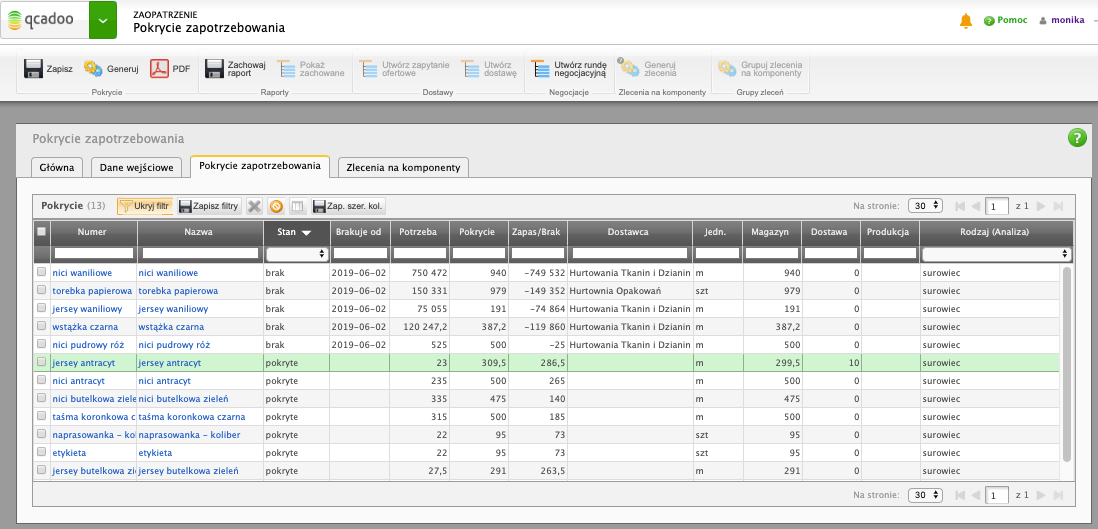 qcadoo
ZAOPATRZENIE
Pokrycie zapotrzebowania
Pomoc
monika
Zapisz
Generuj
PDF
Pokrycie
Zachowaj raport
Pokaż zachowane
Raporty
Utwórz zapytanie ofertowe
Utwórz dostawę
Dostawy
Utwórz rundę negocjacyjną
Negocjacje
Generuj zlecenia
Zlecenia na komponenty
Grupuj zlecenia na komponenty
Grupy zleceń
Pokrycie zapotrzebowania
?
Główna
Dane wejściowe
Pokrycie zapotrzebowania
Zlecenia na komponenty
Pokrycie (13) Ukryj filtr Zapisz filtry Zap. szer. kol. Na stronie: 30 1 z 1
Numer Nazwa Stan Brakuje od Potrzeba Pokrycie Zapas/Brak Dostawca Jedn. Magazyn Dostawa Produkcja Rodzaj (Analiza)
nici waniliowe nici waniliowe brak 2019-06-02 750 472 940 -749 532 Hurtowania Tkanin i Dzianin m 940 0 surowiec
torebka papierowa torebka papierowa brak 2019-06-02 150 331 979 -149 352 Hurtownia Opakowań szt 979 0 surowiec
jersey waniliowy jersey waniliowy brak 2019-06-02 75 055 191 -74 864 Hurtowania Tkanin i Dzianin m 191 0 surowiec
wstążka czarna wstążka czarna brak 2019-06-02 120 247,2 387,2 -119 860 Hurtowania Tkanin i Dzianin m 387,2 0 surowiec
nici pudrowy róż nici pudrowy róż brak 2019-06-02 525 500 -25 Hurtowania Tkanin i Dzianin m 500 0 surowiec
jersey antracyt jersey antracyt pokryte 23 309,5 286,5 m 299,5 10 surowiec
nici antracyt nici antracyt pokryte 235 500 265 m 500 0 surowiec
nici butelkowa ziele nici butelkowa zieleń pokryte 335 475 140 m 475 0 surowiec
taśma koronkowa c taśma koronkowa czarna pokryte 315 500 185 m 500 0 surowiec
naprasowanka - kol naprasowanka - koliber pokryte 22 95 73 szt 95 0 surowiec
etykieta etykieta pokryte 22 95 73 szt 95 0 surowiec
jersey butelkowy zi jersey butelkowy zieleń pokryte 27,5 291 263,5 m 291 0 surowiec
Na stronie: 30 1 z 1